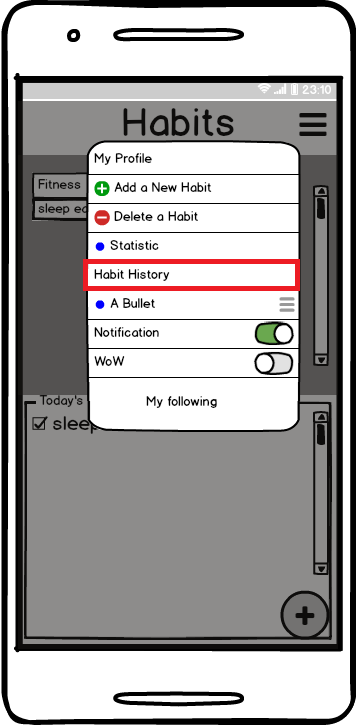 23:10
Habits
My Profile
Add a New Habit
Fitness
Delete a Habit
sleep
Statistic
Habit History
A Bullet
Notification
WoW
My following
Today's
sleep